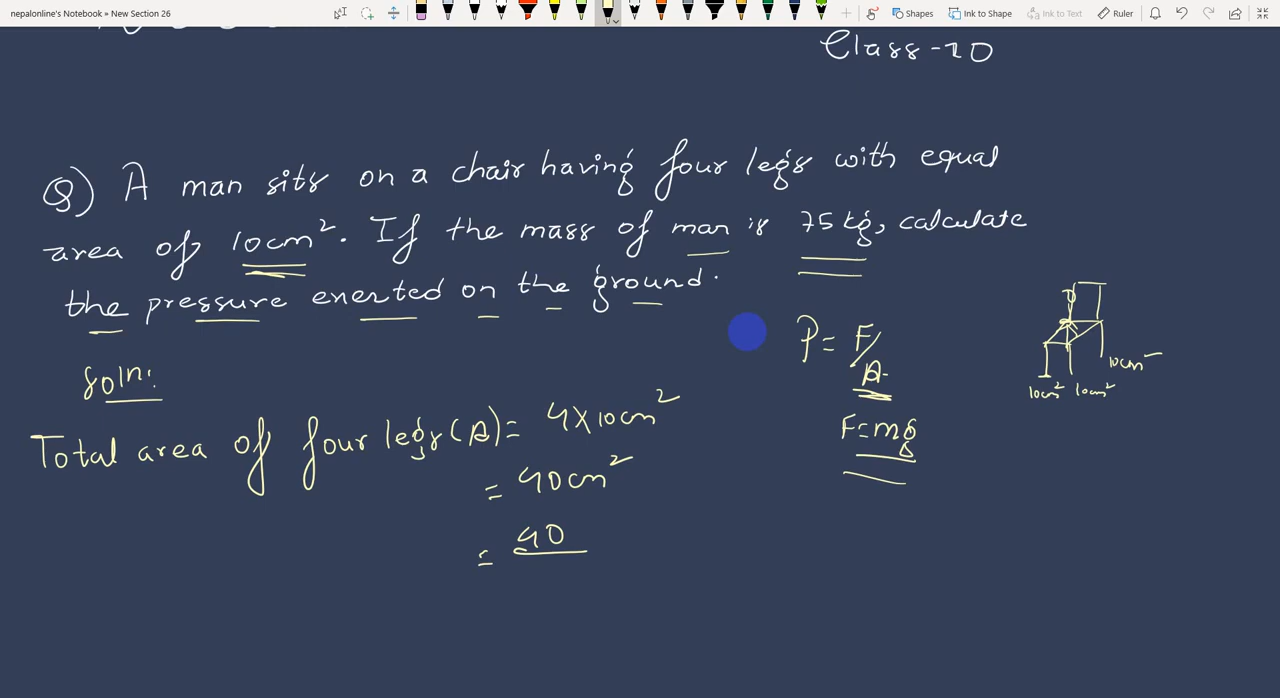 nepalonline's Notebook » New Section 26
Shapes
Ink to Shape
Ink to Text
Ruler
Class-10
Q) A man sits on a chair having four legs with equal
area of 10cm². If the mass of man is 75kg, calculate
the pressure exerted on the ground.
Soln:
Total area of four legs (A) = 4×10cm²
= 40cm²
= 40
P = F/A
F=mg
10cm²
10cm²
10cm